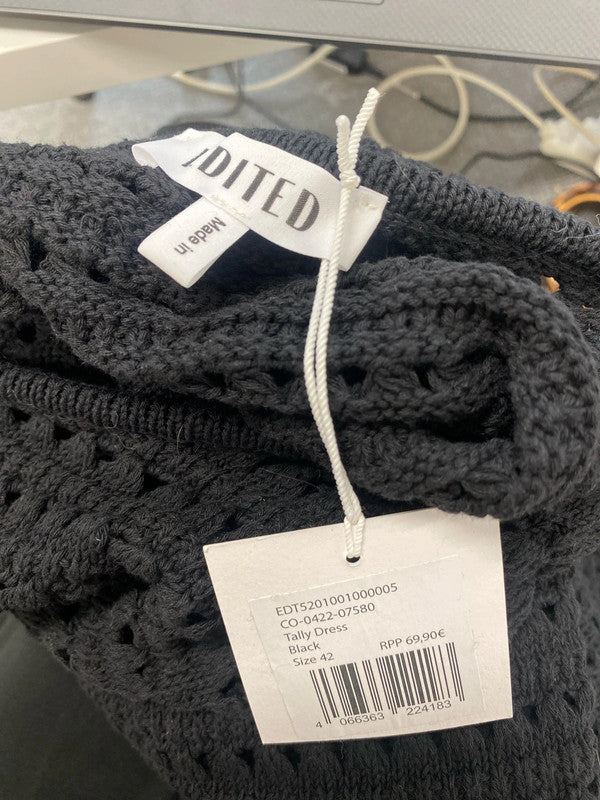 EDITED
Made in
EDT5201001000005
CO-0422-07580
Tally Dress
Black
Size 42
RPP 69,90€
4 066363 224183